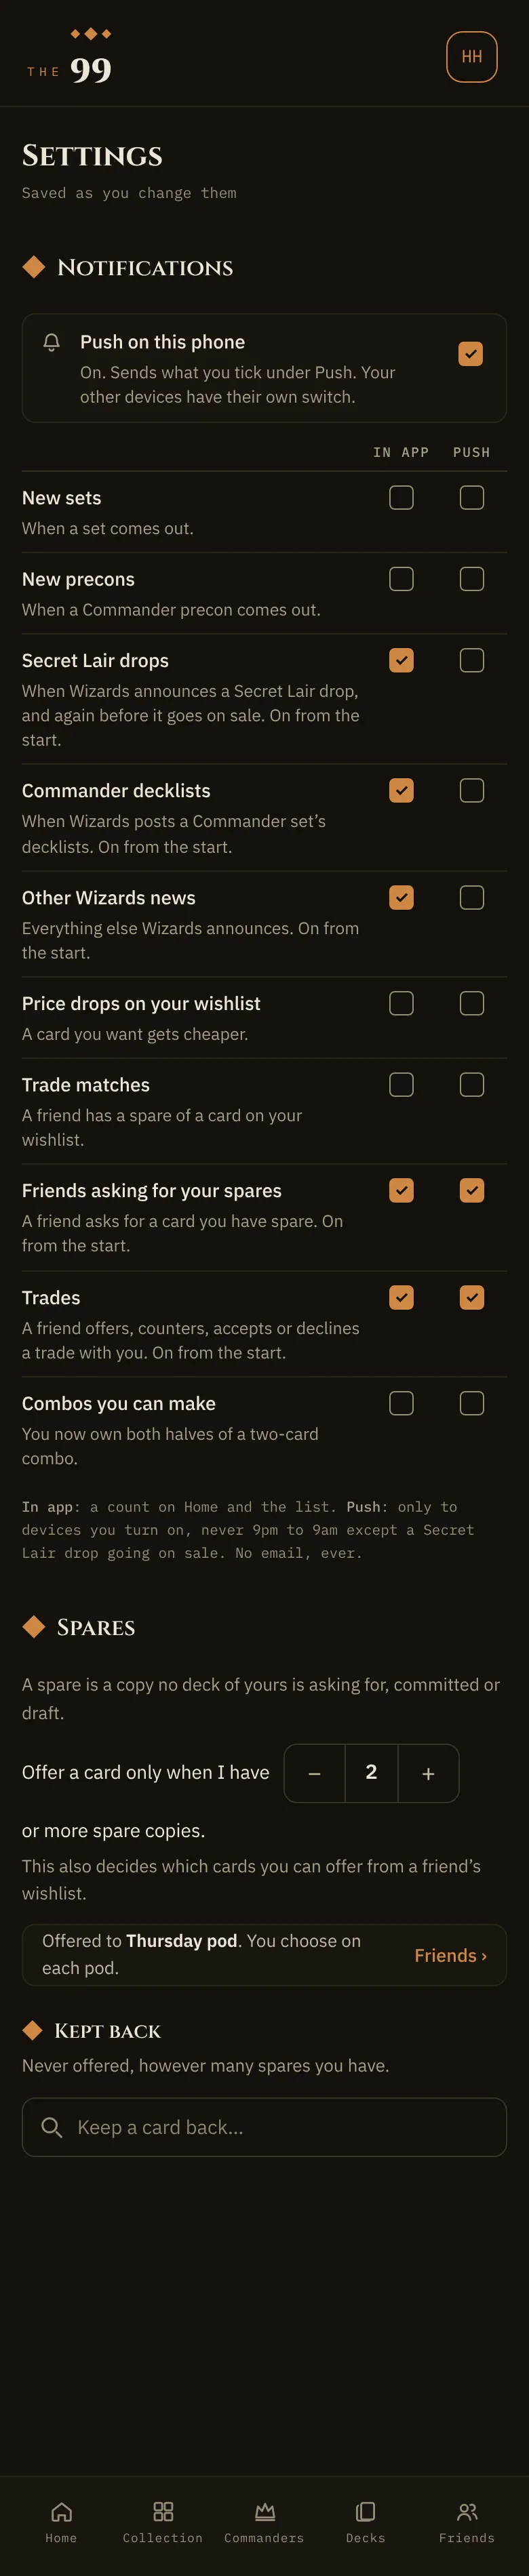 THE 99
HH
Settings
Saved as you change them
Notifications
Push on this phone
On. Sends what you tick under Push. Your
other devices have their own switch.
IN APP PUSH
New sets
When a set comes out.
New precons
When a Commander precon comes out.
Secret Lair drops
When Wizards announces a Secret Lair drop,
and again before it goes on sale. On from the
start.
Commander decklists
When Wizards posts a Commander set’s
decklists. On from the start.
Other Wizards news
Everything else Wizards announces. On from
the start.
Price drops on your wishlist
A card you want gets cheaper.
Trade matches
A friend has a spare of a card on your
wishlist.
Friends asking for your spares
A friend asks for a card you have spare. On
from the start.
Trades
A friend offers, counters, accepts or declines
a trade with you. On from the start.
Combos you can make
You now own both halves of a two-card
combo.
In app: a count on Home and the list. Push: only to
devices you turn on, never 9pm to 9am except a Secret
Lair drop going on sale. No email, ever.
Spares
A spare is a copy no deck of yours is asking for, committed or
draft.
Offer a card only when I have − 2 +
or more spare copies.
This also decides which cards you can offer from a friend’s
wishlist.
Offered to Thursday pod. You choose on
each pod.
Friends ›
Kept back
Never offered, however many spares you have.
Keep a card back…
Home Collection Commanders Decks Friends